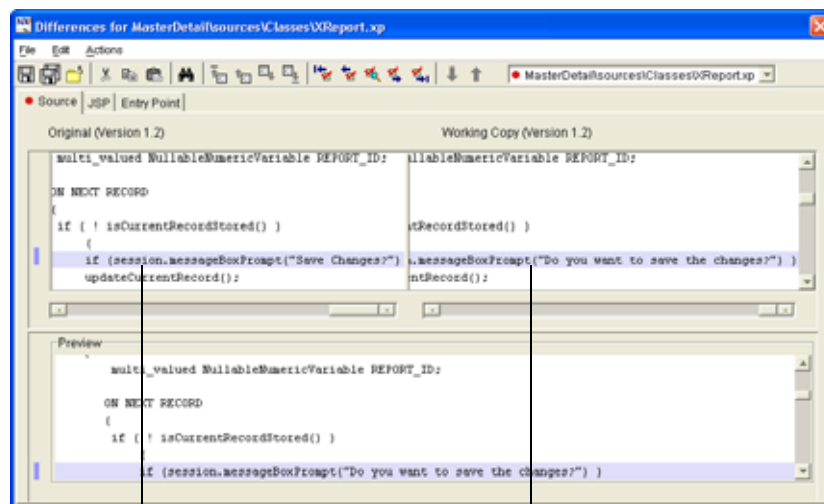 Differences for MasterDetail\sources\Classes\XReport.xp
File Edit Actions
MasterDetail\sources\Classes\XReport.xp
Source JSP Entry Point
Original (Version 1.2) Working Copy (Version 1.2)
multi_valued NullableNumericVariable REPORT_ID;
ON NEXT RECORD
{
if ( ! isCurrentRecordStored() )
{
if (session.messageBoxPrompt("Save Changes?")
updateCurrentRecord();
ullableNumericVariable REPORT_ID;
ntRecordStored() )
.messageBoxPrompt("Do you want to save the changes?") )
ntRecord();
Preview
multi_valued NullableNumericVariable REPORT_ID;
ON NEXT RECORD
{
if ( ! isCurrentRecordStored() )
if (session.messageBoxPrompt("Do you want to save the changes?") )